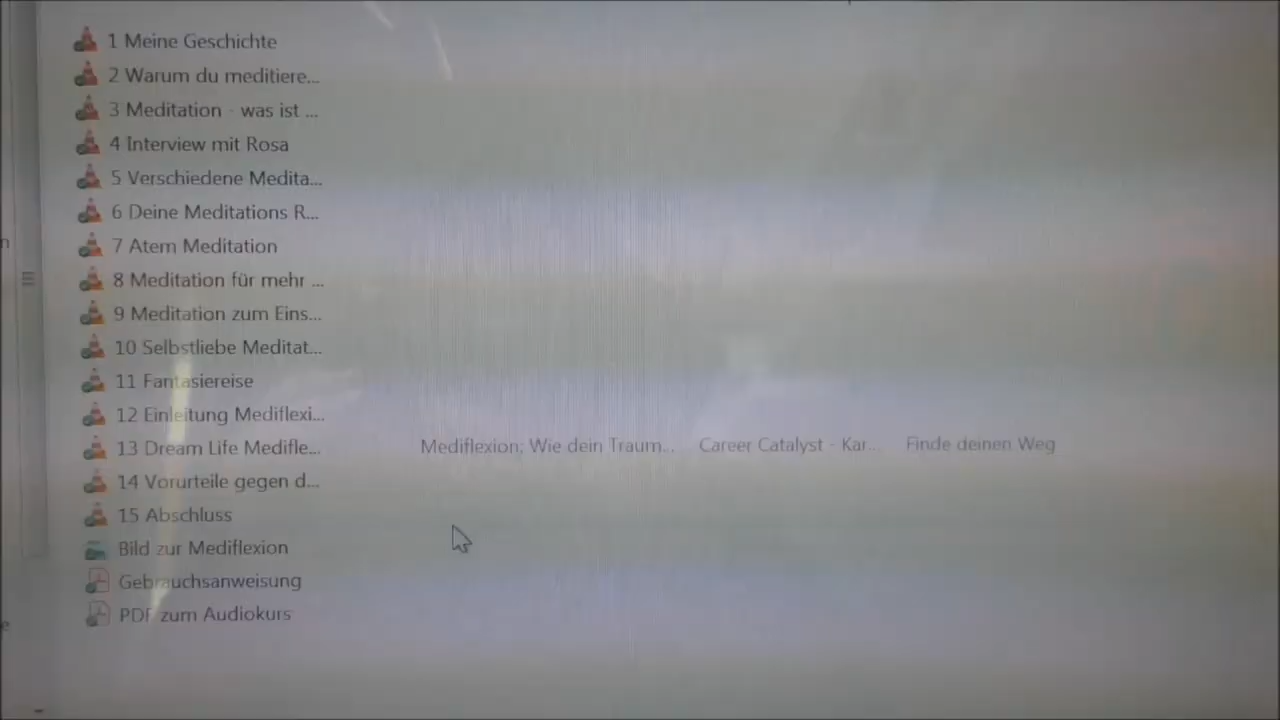 1 Meine Geschichte
2 Warum du meditiere...
3 Meditation - was ist ...
4 Interview mit Rosa
5 Verschiedene Medita...
6 Deine Meditations R...
7 Atem Meditation
8 Meditation für mehr ...
9 Meditation zum Eins...
10 Selbstliebe Meditat...
11 Fantasiereise
12 Einleitung Mediflexi...
13 Dream Life Medifle... Mediflexion: Wie dein Traum... Career Catalyst - Kar... Finde deinen Weg
14 Vorurteile gegen d...
15 Abschluss
Bild zur Mediflexion
Gebrauchsanweisung
PDF zum Audiokurs